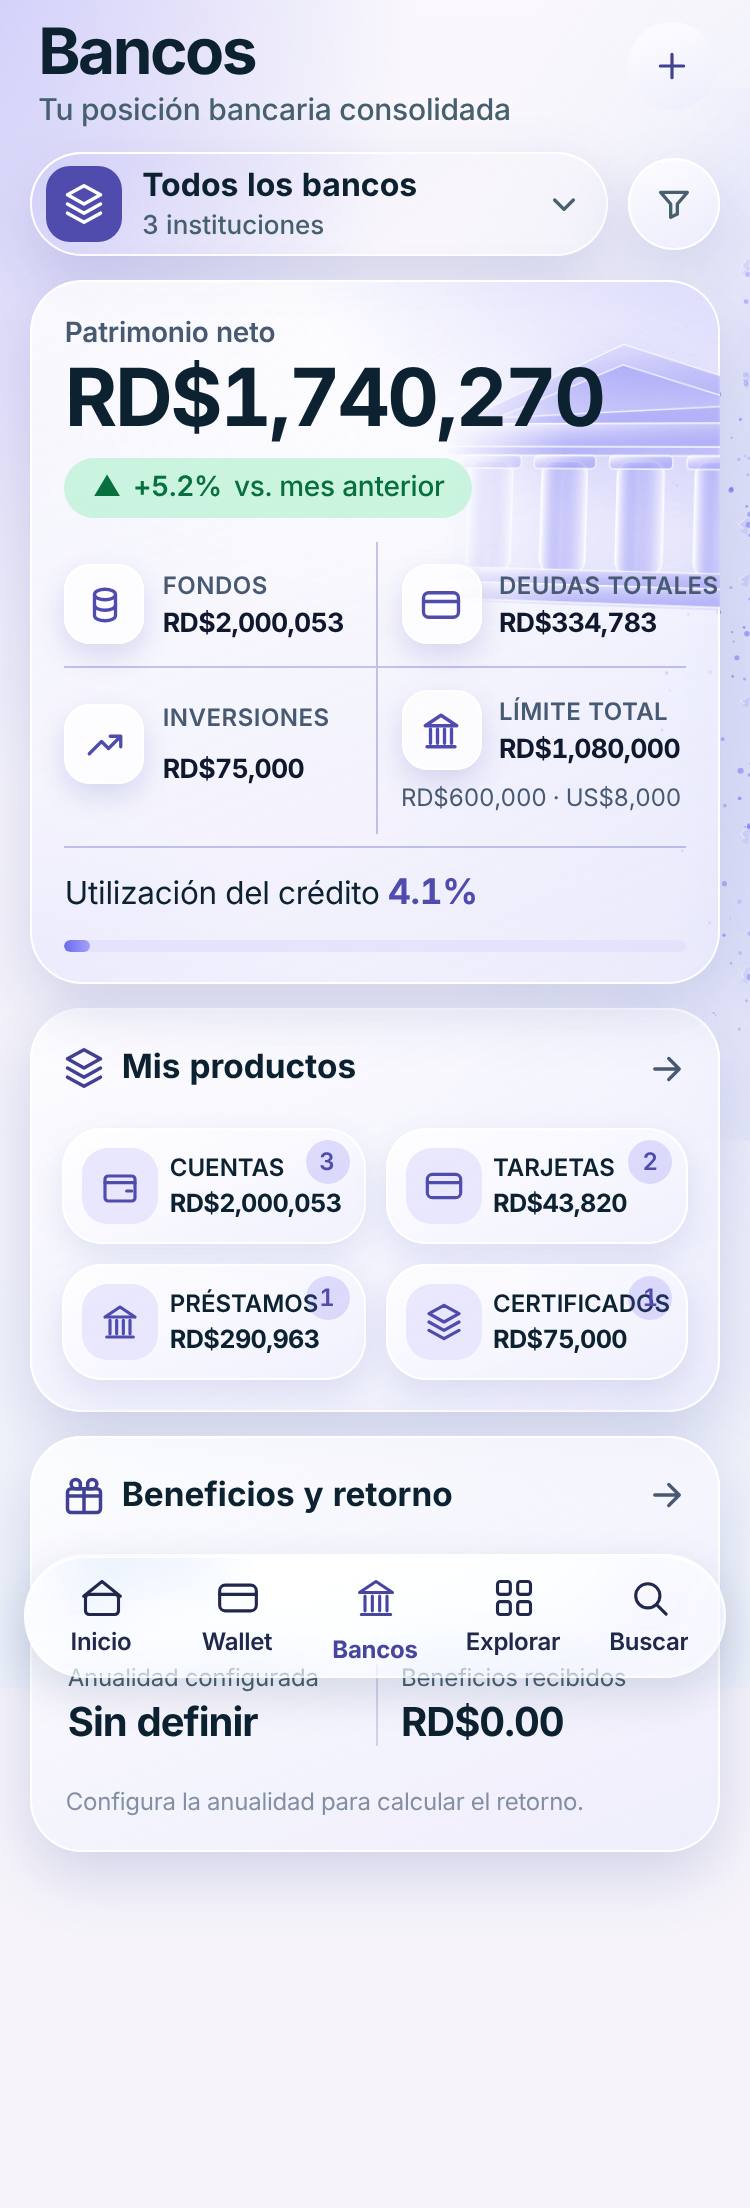 Bancos
Tu posición bancaria consolidada
Todos los bancos
3 instituciones
Patrimonio neto
RD$1,740,270
▲ +5.2% vs. mes anterior
FONDOS
RD$2,000,053
DEUDAS TOTALES
RD$334,783
INVERSIONES
RD$75,000
LÍMITE TOTAL
RD$1,080,000
RD$600,000 · US$8,000
Utilización del crédito 4.1%
Mis productos
CUENTAS 3
RD$2,000,053
TARJETAS 2
RD$43,820
PRÉSTAMOS 1
RD$290,963
CERTIFICADOS 1
RD$75,000
Beneficios y retorno
Inicio
Wallet
Bancos
Explorar
Buscar
Anualidad configurada
Sin definir
Beneficios recibidos
RD$0.00
Configura la anualidad para calcular el retorno.